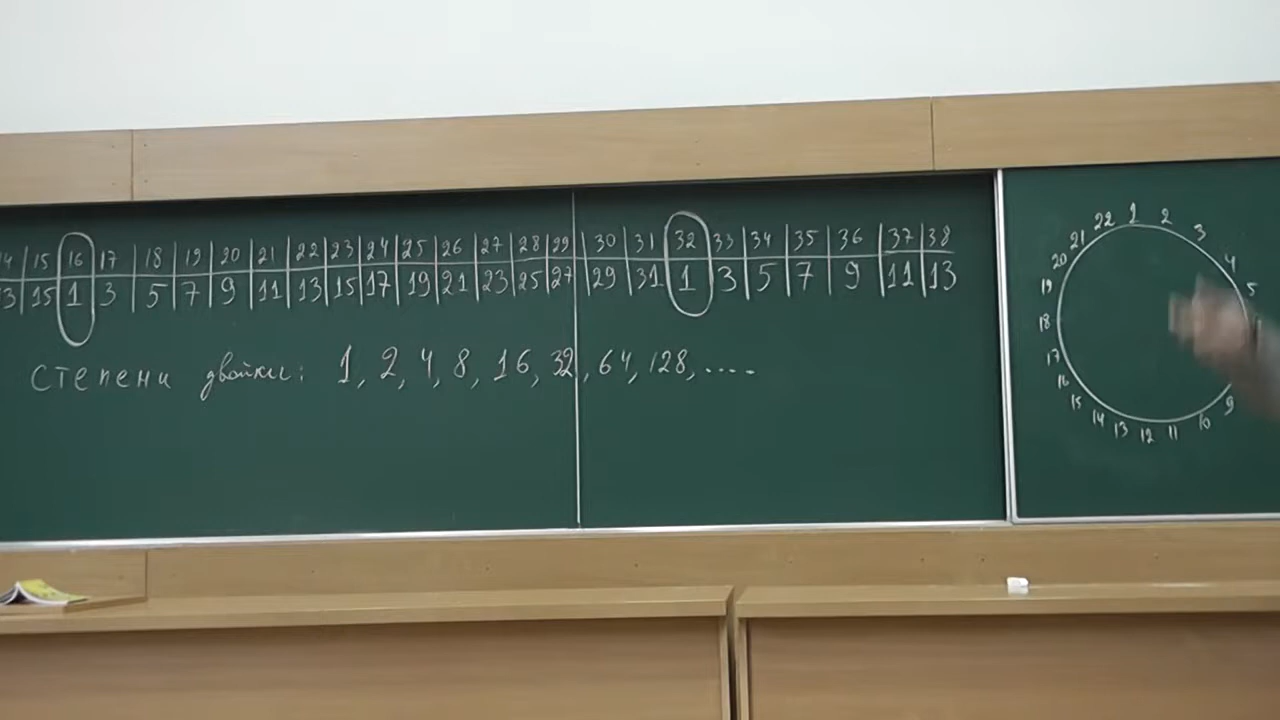 15 16 17 18 19 20 21 22 23 24 25 26 27 28 29 30 31 32 33 34 35 36 37 38
15 1 3 5 7 9 11 13 15 17 19 21 23 25 27 29 31 1 3 5 7 9 11 13
степени двойки: 1, 2, 4, 8, 16, 32, 64, 128, ....
1 2 3 4 5 9 10 11 12 13 14 15 16 17 18 19 20 21 22